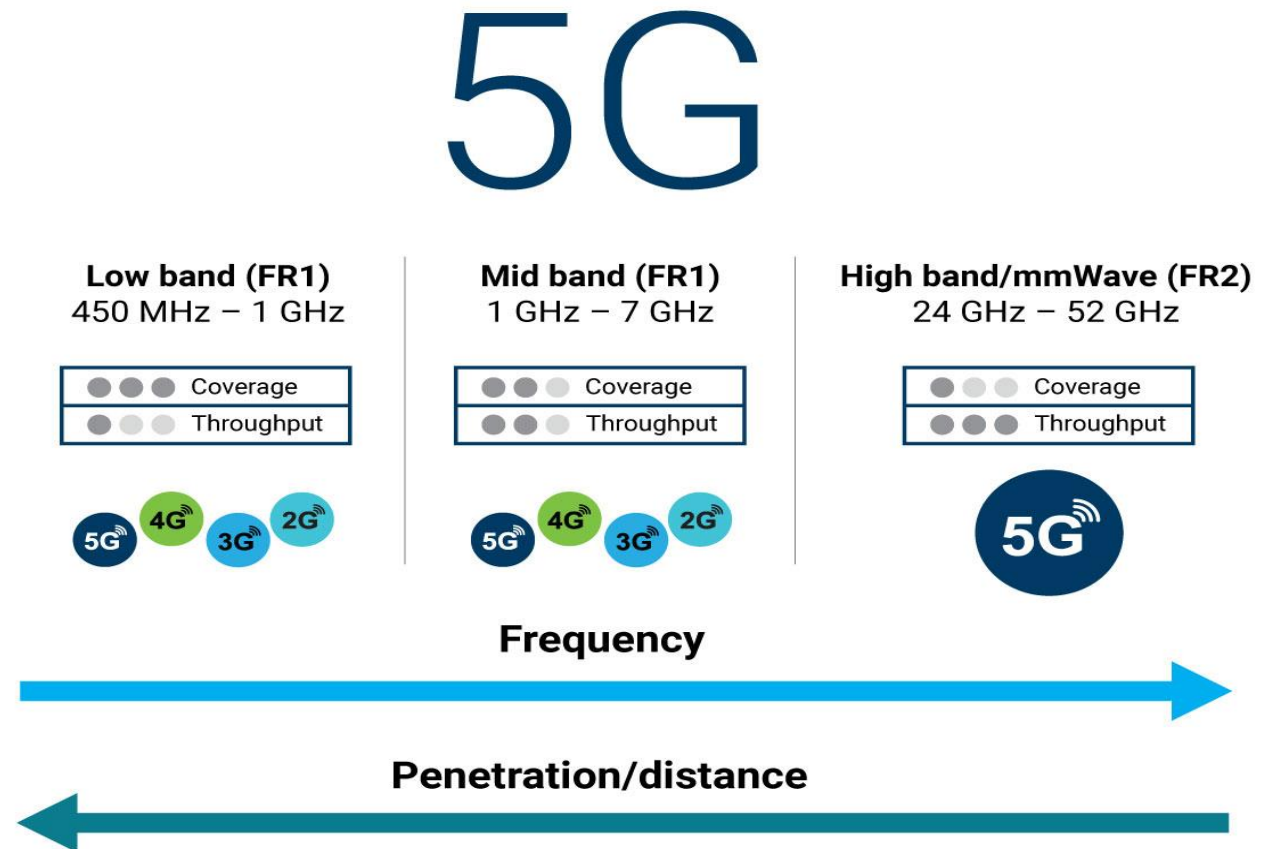 5G
Low band (FR1)
450 MHz – 1 GHz
Coverage
Throughput
5G
4G
3G
2G
Mid band (FR1)
1 GHz – 7 GHz
Coverage
Throughput
5G
4G
3G
2G
High band/mmWave (FR2)
24 GHz – 52 GHz
Coverage
Throughput
5G
Frequency
Penetration/distance